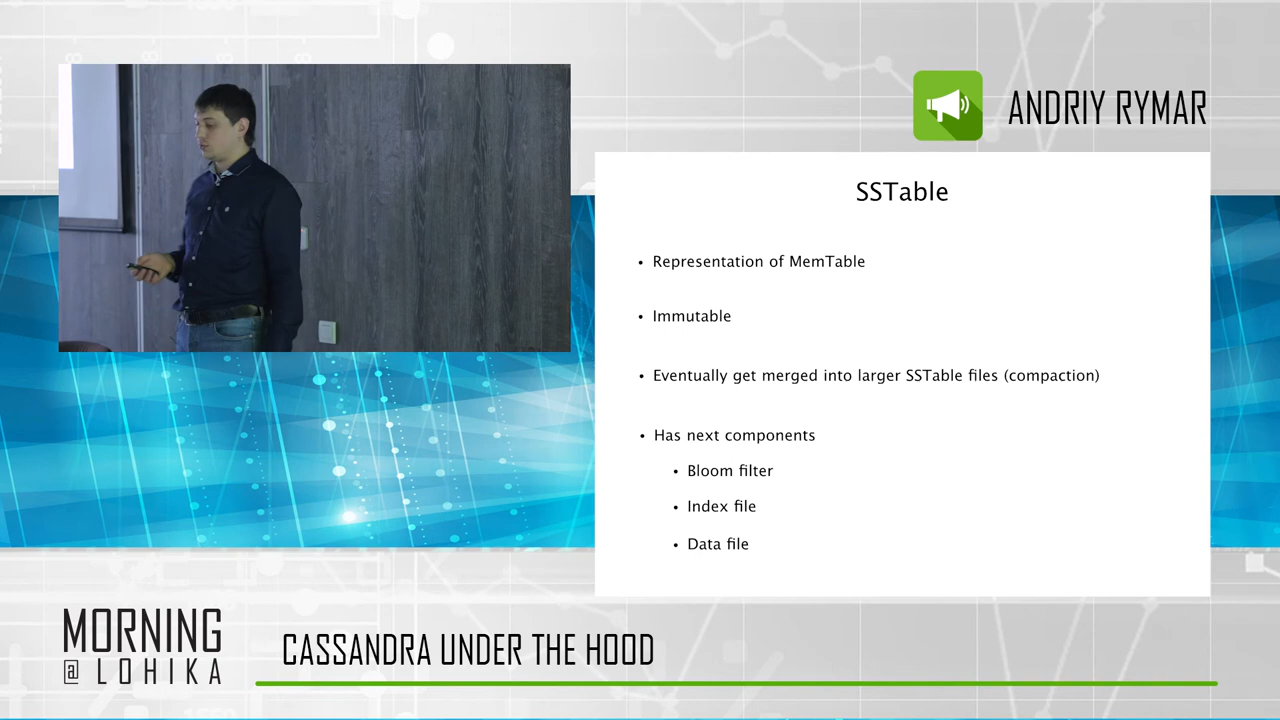 ANDRIY RYMAR
SSTable
• Representation of MemTable
• Immutable
• Eventually get merged into larger SSTable files (compaction)
• Has next components
• Bloom filter
• Index file
• Data file
MORNING
@ LOHIKA
CASSANDRA UNDER THE HOOD